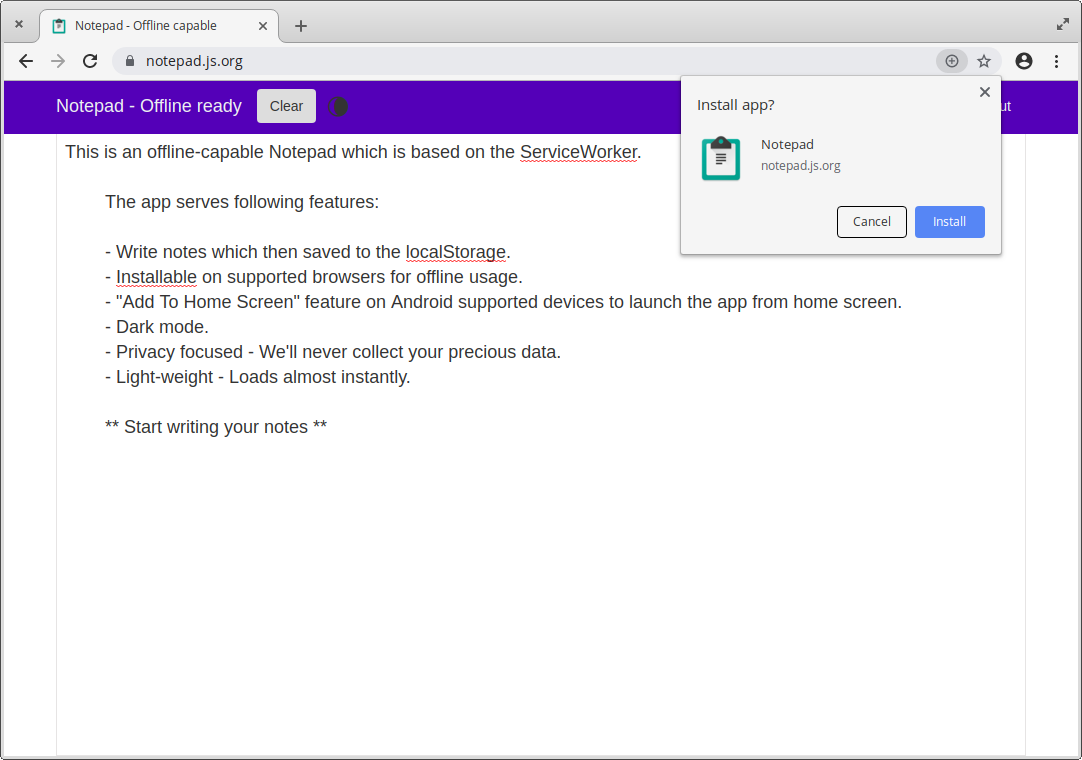 Notepad - Offline capable
notepad.js.org
Notepad - Offline ready
Clear
Install app?
Notepad
notepad.js.org
Cancel
Install
This is an offline-capable Notepad which is based on the ServiceWorker.
The app serves following features:
- Write notes which then saved to the localStorage.
- Installable on supported browsers for offline usage.
- "Add To Home Screen" feature on Android supported devices to launch the app from home screen.
- Dark mode.
- Privacy focused - We'll never collect your precious data.
- Light-weight - Loads almost instantly.
** Start writing your notes **